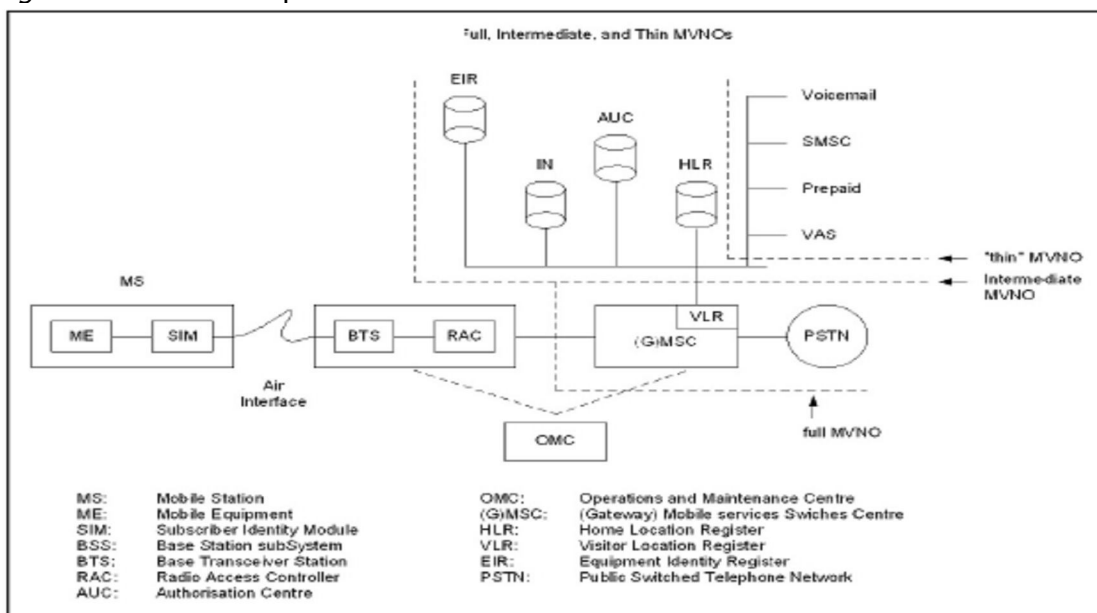 Full, Intermediate, and Thin MVNOs
EIR
AUC
IN
HLR
Voicemail
SMSC
Prepaid
VAS
"thin" MVNO
Intermediate
MVNO
MS
ME
SIM
BTS
RAC
VLR
(G)MSC
PSTN
Air
Interface
OMC
full MVNO
MS: Mobile Station
ME: Mobile Equipment
SIM: Subscriber Identity Module
BSS: Base Station subSystem
BTS: Base Transceiver Station
RAC: Radio Access Controller
AUC: Authorisation Centre
OMC: Operations and Maintenance Centre
(G)MSC: (Gateway) Mobile services Swiches Centre
HLR: Home Location Register
VLR: Visitor Location Register
EIR: Equipment Identity Register
PSTN: Public Switched Telephone Network